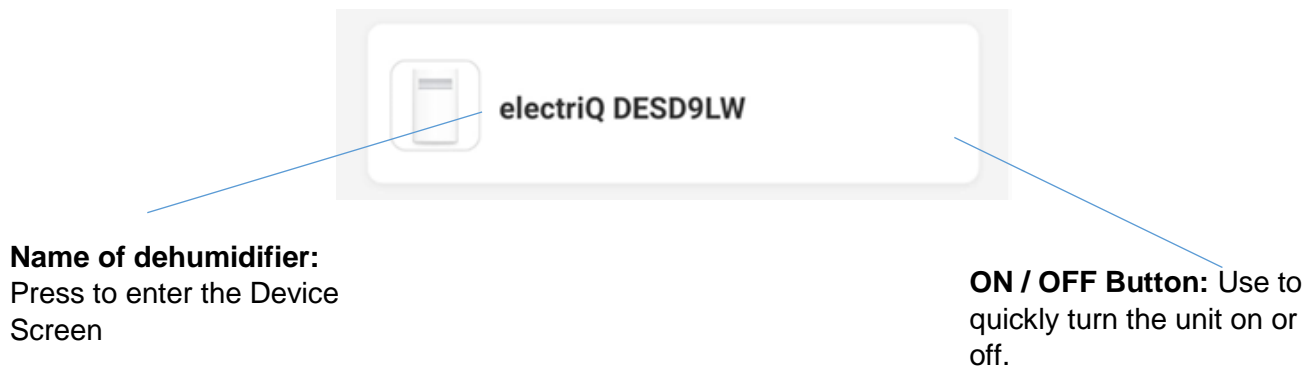 electriQ DESD9LW
Name of dehumidifier:
Press to enter the Device
Screen
ON / OFF Button: Use to
quickly turn the unit on or
off.